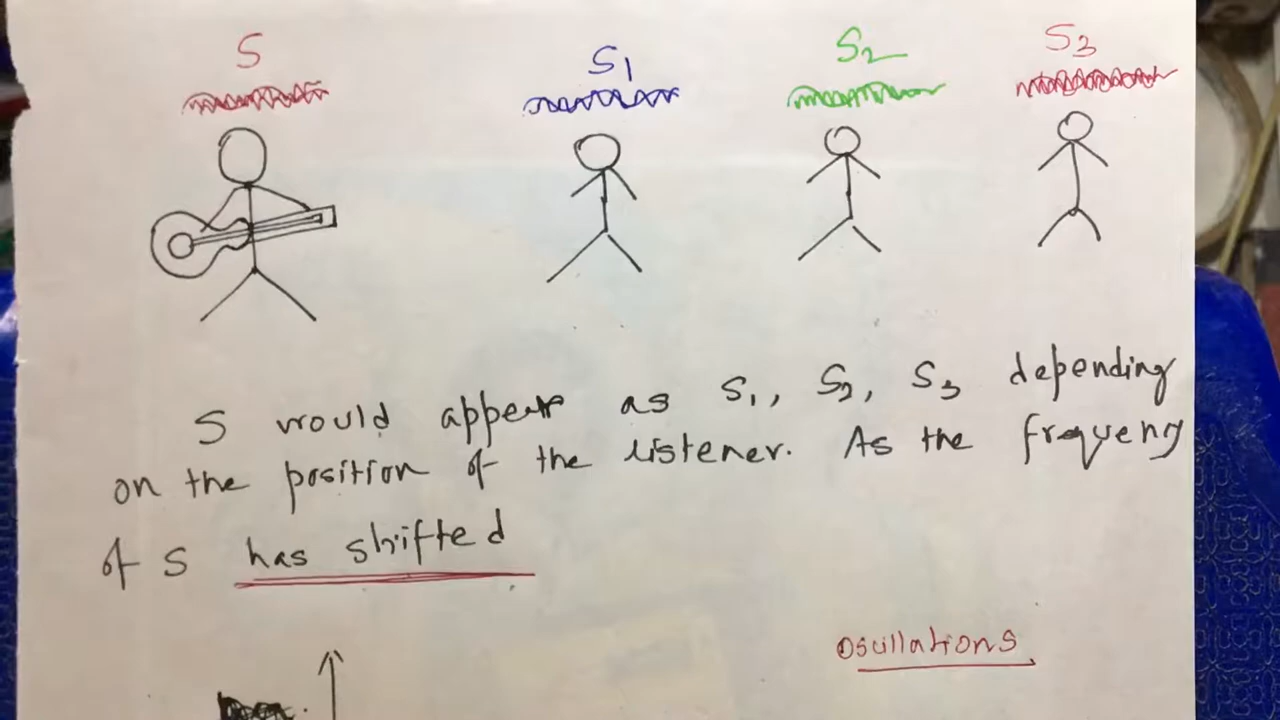 S S1 S2 S3
S would appear as S1, S2, S3 depending
on the position of the listener. As the frequency
of S has shifted
Oscillations